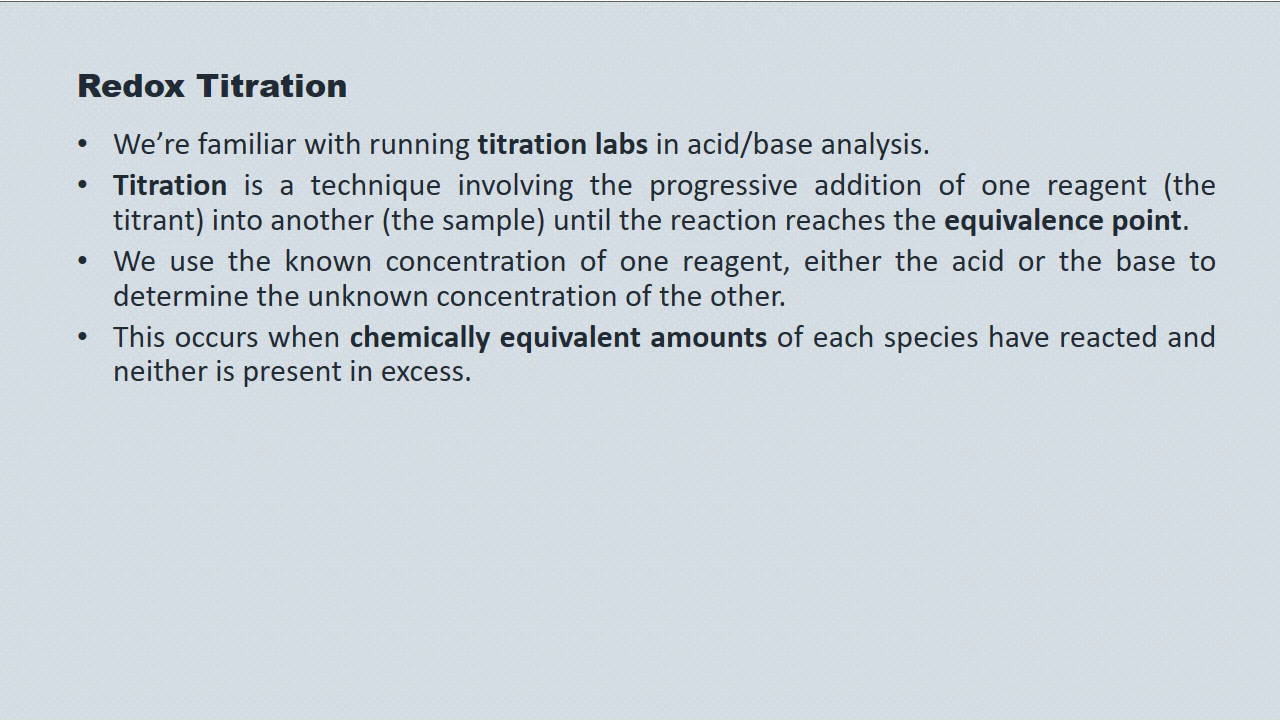 Redox Titration
• We’re familiar with running titration labs in acid/base analysis.
• Titration is a technique involving the progressive addition of one reagent (the
titrant) into another (the sample) until the reaction reaches the equivalence point.
• We use the known concentration of one reagent, either the acid or the base to
determine the unknown concentration of the other.
• This occurs when chemically equivalent amounts of each species have reacted and
neither is present in excess.